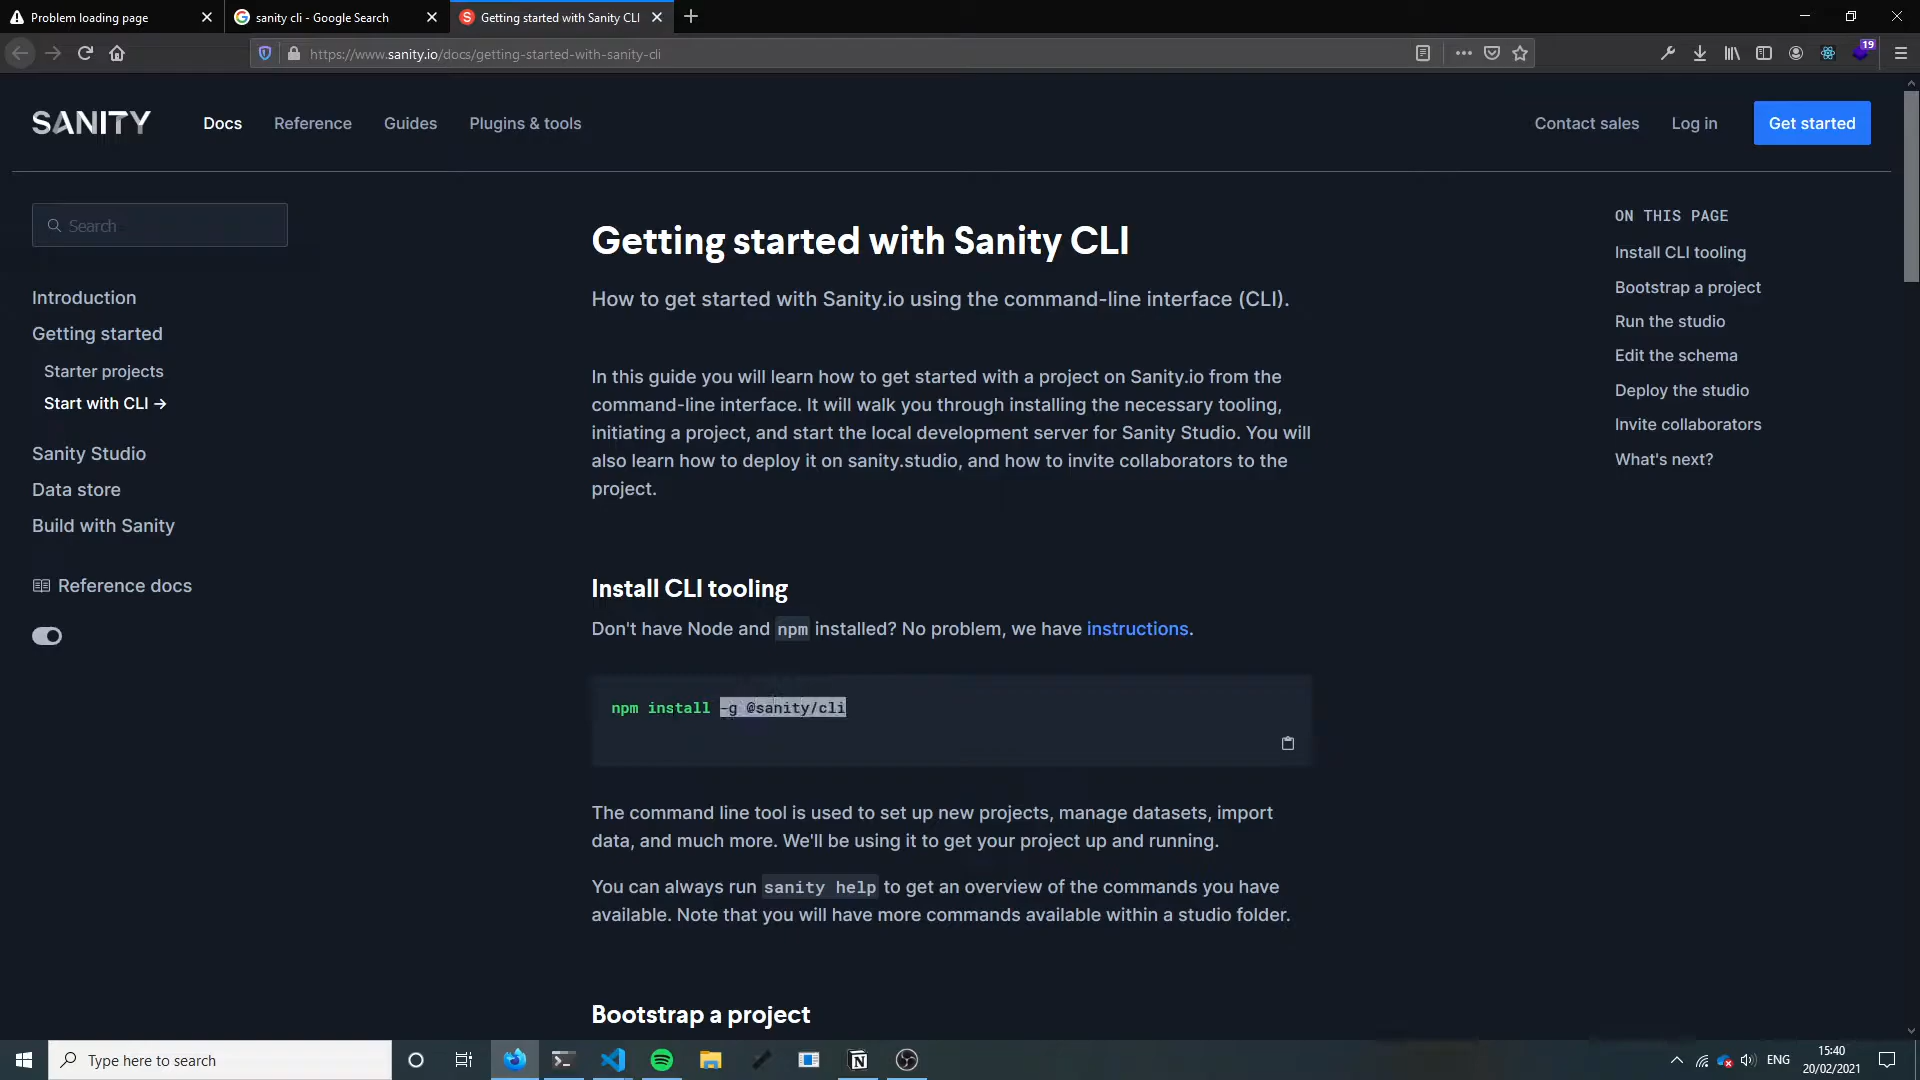 Problem loading page
sanity cli - Google Search
Getting started with Sanity CLI
https://www.sanity.io/docs/getting-started-with-sanity-cli
19
SANITY
Docs
Reference
Guides
Plugins & tools
Contact sales
Log in
Get started
Search
Introduction
Getting started
Starter projects
Start with CLI →
Sanity Studio
Data store
Build with Sanity
Reference docs
Getting started with Sanity CLI
How to get started with Sanity.io using the command-line interface (CLI).
In this guide you will learn how to get started with a project on Sanity.io from the
command-line interface. It will walk you through installing the necessary tooling,
initiating a project, and start the local development server for Sanity Studio. You will
also learn how to deploy it on sanity.studio, and how to invite collaborators to the
project.
Install CLI tooling
Don't have Node and npm installed? No problem, we have instructions.
npm install -g @sanity/cli
The command line tool is used to set up new projects, manage datasets, import
data, and much more. We'll be using it to get your project up and running.
You can always run sanity help to get an overview of the commands you have
available. Note that you will have more commands available within a studio folder.
Bootstrap a project
ON THIS PAGE
Install CLI tooling
Bootstrap a project
Run the studio
Edit the schema
Deploy the studio
Invite collaborators
What's next?
Type here to search
ENG
15:40
20/02/2021